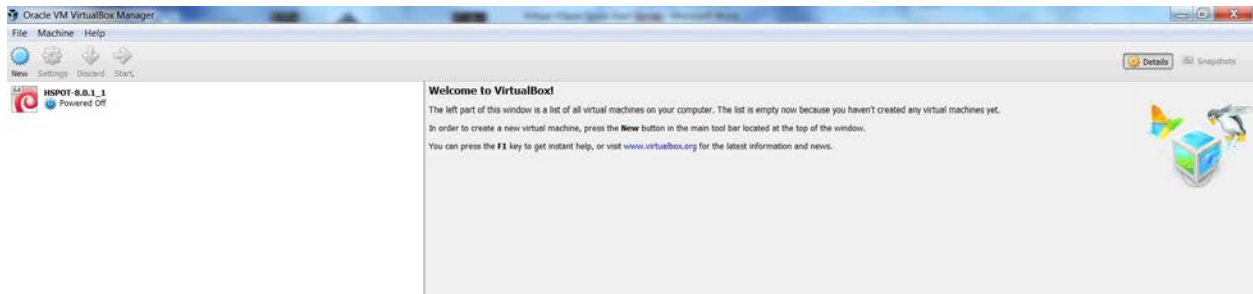 Oracle VM VirtualBox Manager
File Machine Help
New Settings Discard Start
Details Snapshots
64
HSPOT-8.0.1_1
Powered Off
Welcome to VirtualBox!
The left part of this window is a list of all virtual machines on your computer. The list is empty now because you haven't created any virtual machines yet.
In order to create a new virtual machine, press the New button in the main tool bar located at the top of the window.
You can press the F1 key to get instant help, or visit www.virtualbox.org for the latest information and news.